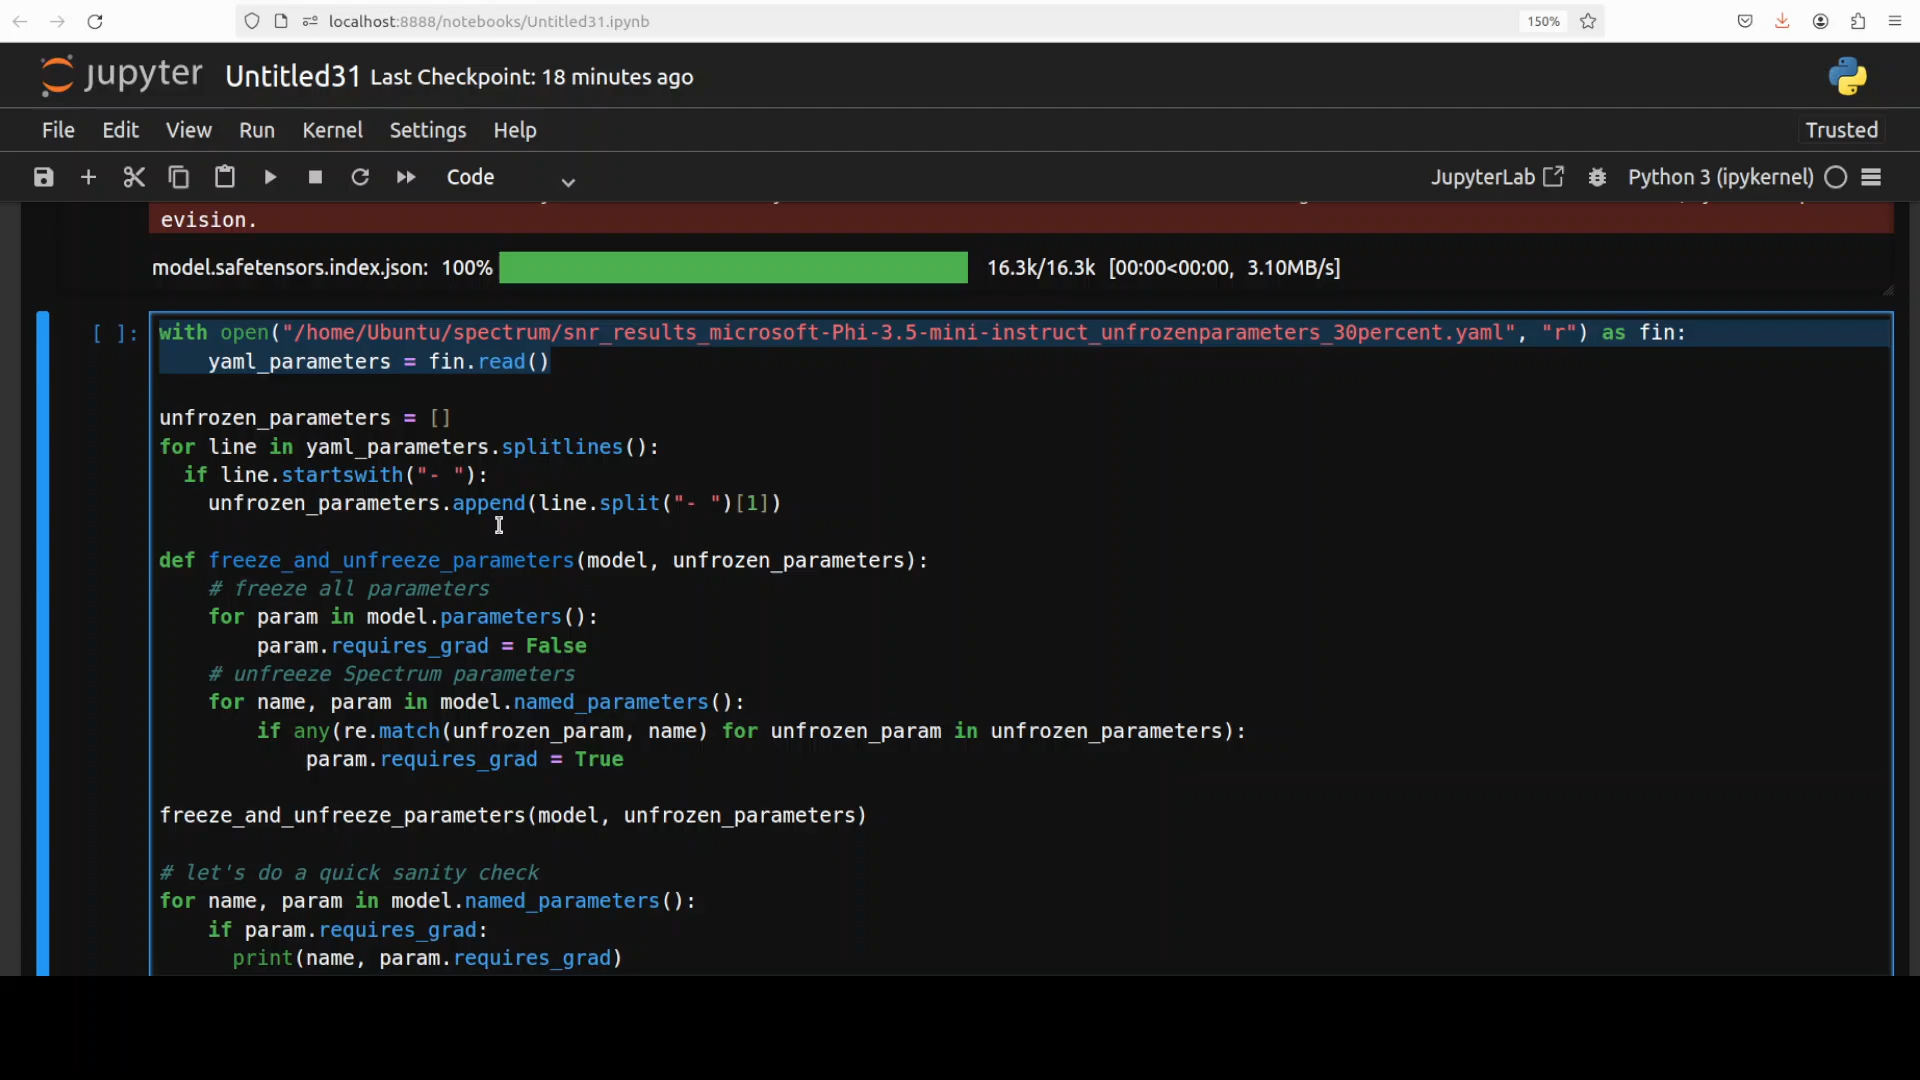 localhost:8888/notebooks/Untitled31.ipynb
150%
jupyter Untitled31 Last Checkpoint: 18 minutes ago
File Edit View Run Kernel Settings Help
Trusted
Code
JupyterLab
Python 3 (ipykernel)
evision.
model.safetensors.index.json: 100% 16.3k/16.3k [00:00<00:00, 3.10MB/s]
[ ]: with open("/home/Ubuntu/spectrum/snr_results_microsoft-Phi-3.5-mini-instruct_unfrozenparameters_30percent.yaml", "r") as fin:
    yaml_parameters = fin.read()
unfrozen_parameters = []
for line in yaml_parameters.splitlines():
  if line.startswith("- "):
    unfrozen_parameters.append(line.split("- ")[1])
def freeze_and_unfreeze_parameters(model, unfrozen_parameters):
    # freeze all parameters
    for param in model.parameters():
        param.requires_grad = False
    # unfreeze Spectrum parameters
    for name, param in model.named_parameters():
        if any(re.match(unfrozen_param, name) for unfrozen_param in unfrozen_parameters):
            param.requires_grad = True
freeze_and_unfreeze_parameters(model, unfrozen_parameters)
# let's do a quick sanity check
for name, param in model.named_parameters():
    if param.requires_grad:
      print(name, param.requires_grad)